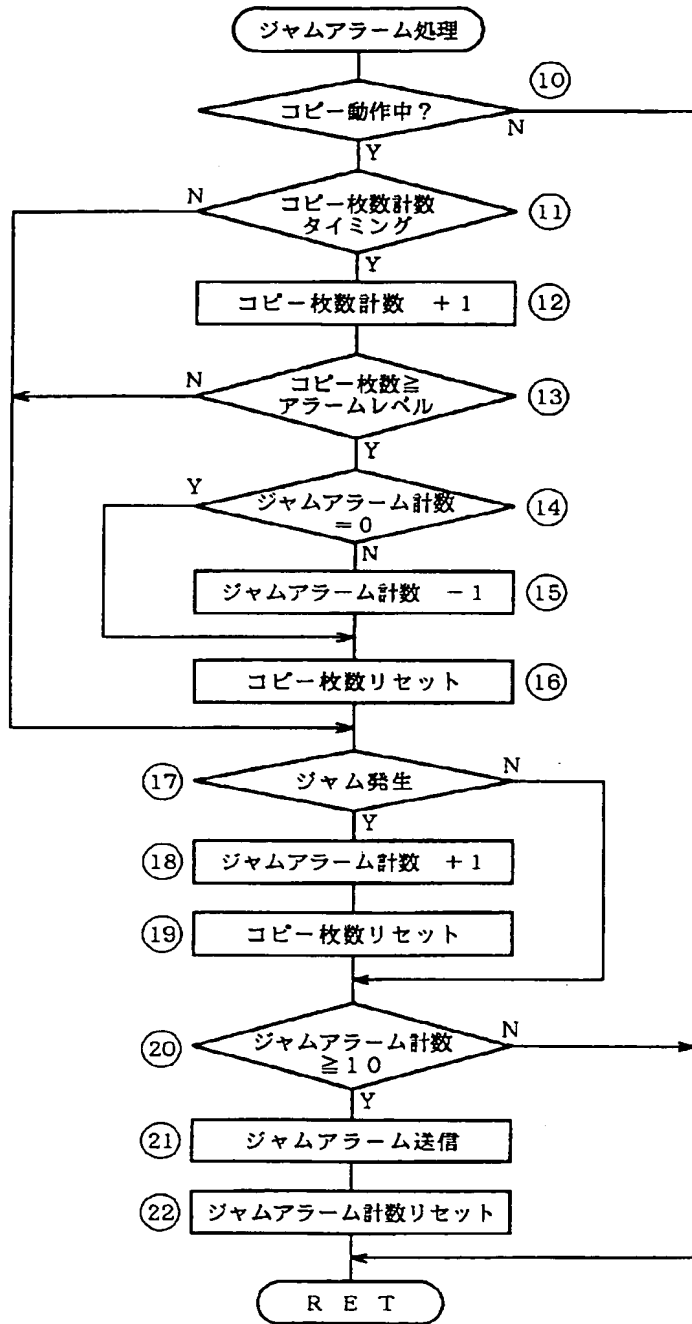 ジャムアラーム処理
⑩
コピー動作中？
N
Y
N
コピー枚数計数
タイミング
⑪
Y
コピー枚数計数 ＋１
⑫
N
コピー枚数≧
アラームレベル
⑬
Y
Y
ジャムアラーム計数
＝０
⑭
N
ジャムアラーム計数 －１
⑮
コピー枚数リセット
⑯
⑰
ジャム発生
N
Y
⑱
ジャムアラーム計数 ＋１
⑲
コピー枚数リセット
⑳
ジャムアラーム計数
≧１０
N
Y
㉑
ジャムアラーム送信
㉒
ジャムアラーム計数リセット
ＲＥＴ